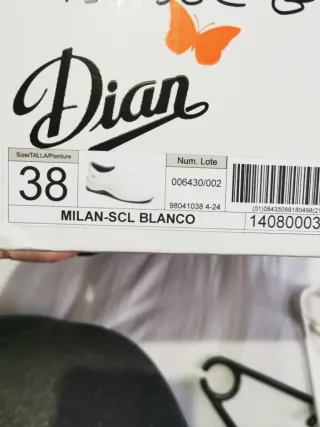 Dian
Size/TALLA/Pointure
38
Num. Lote
006430/002
98041038 4-24
MILAN-SCL BLANCO
14080003